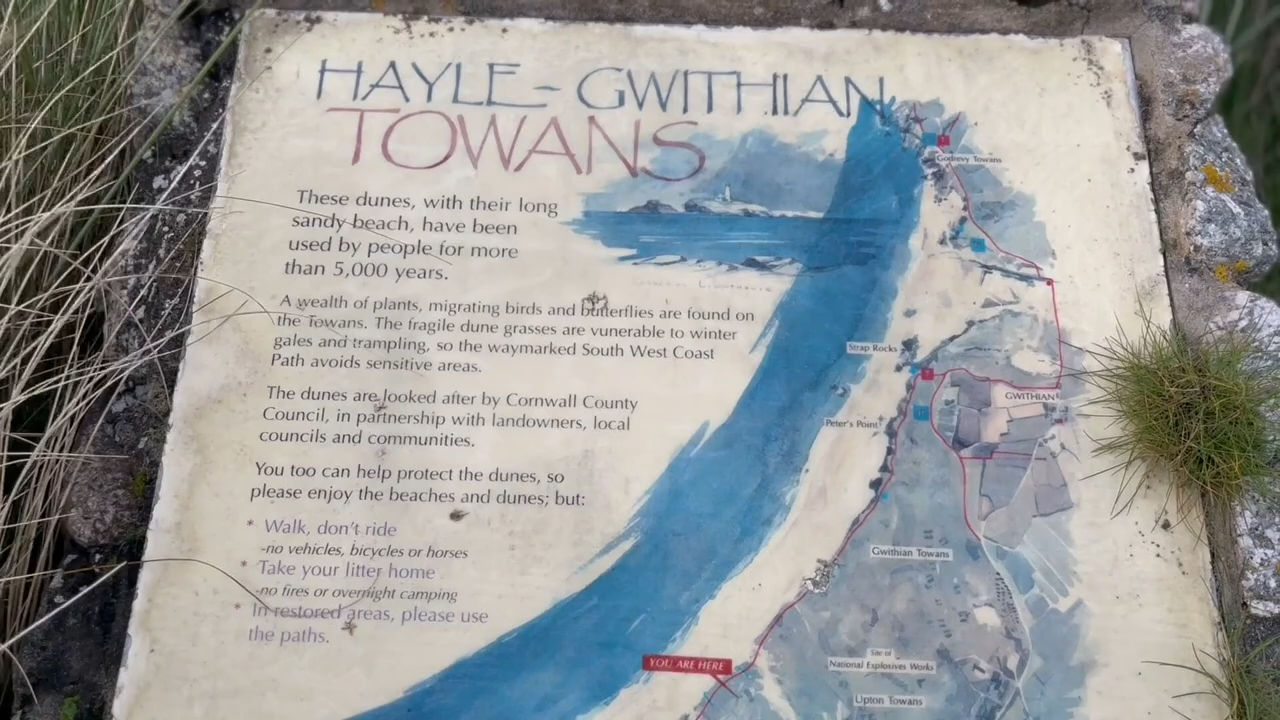 HAYLE-GWITHIAN
TOWANS
These dunes, with their long
sandy beach, have been
used by people for more
than 5,000 years.
A wealth of plants, migrating birds and butterflies are found on
the Towans. The fragile dune grasses are vunerable to winter
gales and trampling, so the waymarked South West Coast
Path avoids sensitive areas.
The dunes are looked after by Cornwall County
Council, in partnership with landowners, local
councils and communities.
You too can help protect the dunes, so
please enjoy the beaches and dunes; but:
* Walk, don't ride
-no vehicles, bicycles or horses
* Take your litter home
-no fires or overnight camping
* In restored areas, please use
the paths.
Godrevy Towans
Strap Rocks
GWITHIAN
Peter's Point
Gwithian Towans
Site of
National Explosives Works
YOU ARE HERE
Upton Towans